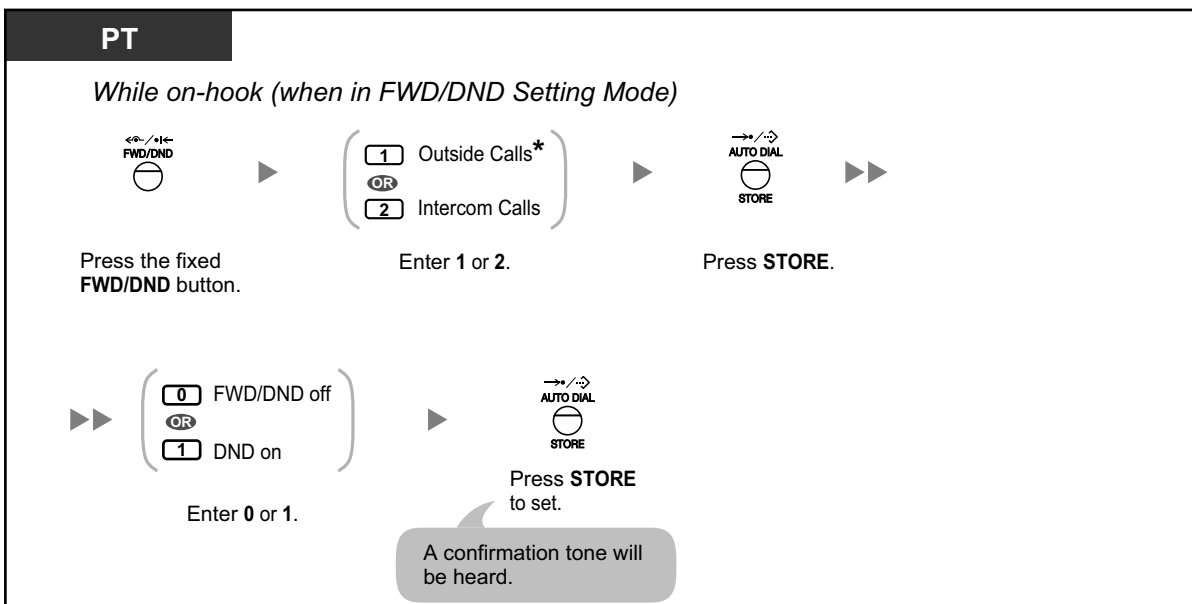 PT
While on-hook (when in FWD/DND Setting Mode)
FWD/DND
1 Outside Calls*
OR
2 Intercom Calls
AUTO DIAL
STORE
Press the fixed
FWD/DND button.
Enter 1 or 2.
Press STORE.
0 FWD/DND off
OR
1 DND on
Enter 0 or 1.
AUTO DIAL
STORE
Press STORE
to set.
A confirmation tone will
be heard.